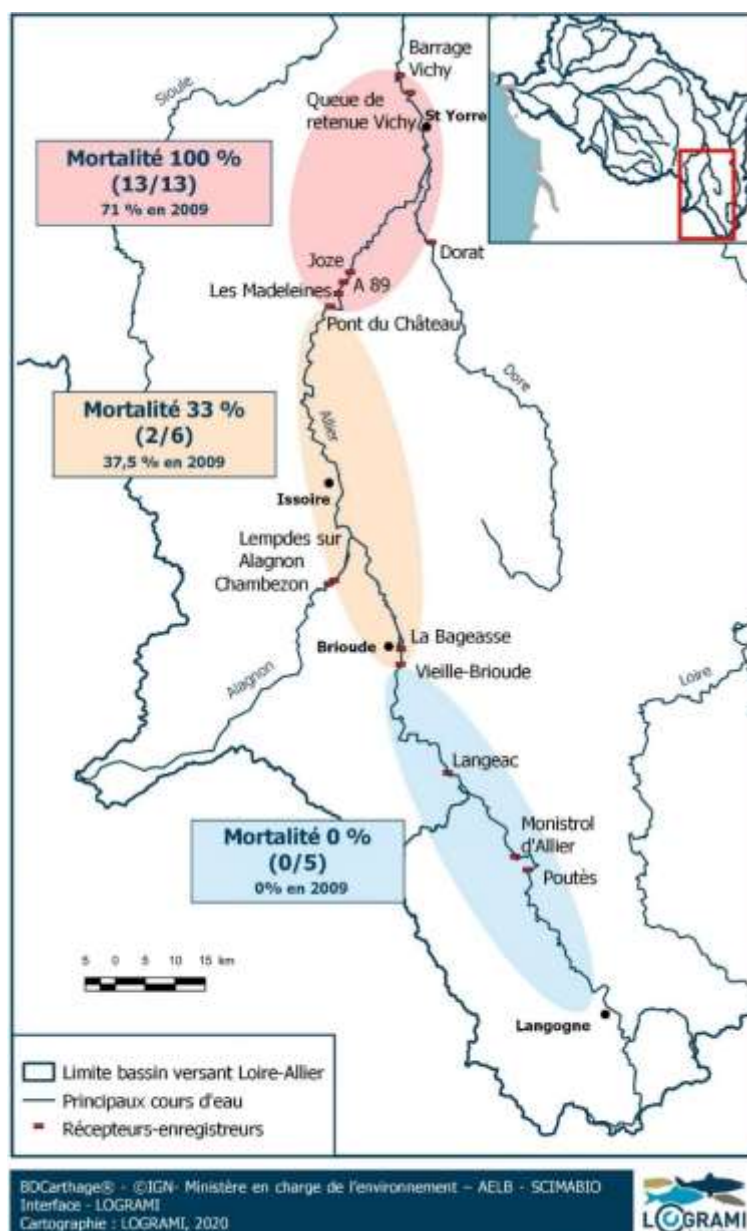 Barrage
Vichy
Sioule
Queue de
retenue Vichy
St Yorre
Mortalité 100 %
(13/13)
71 % en 2009
Joze
Dorat
Les Madeleines
A 89
Pont du Château
Dore
Mortalité 33 %
(2/6)
37,5 % en 2009
Allier
Issoire
Lempdes sur
Alagnon
Chambezon
Brioude
La Bageasse
Vieille-Brioude
Alagnon
Loire
Langeac
Mortalité 0 %
(0/5)
0% en 2009
Monistrol
d'Allier
Poutès
5 0 5 10 15 km
Langogne
Limite bassin versant Loire-Allier
Principaux cours d'eau
Récepteurs-enregistreurs
BDCarthage® - ©IGN- Ministère en charge de l'environnement – AELB - SCIMABIO
Interface - LOGRAMI
Cartographie : LOGRAMI, 2020
LOGRAMI